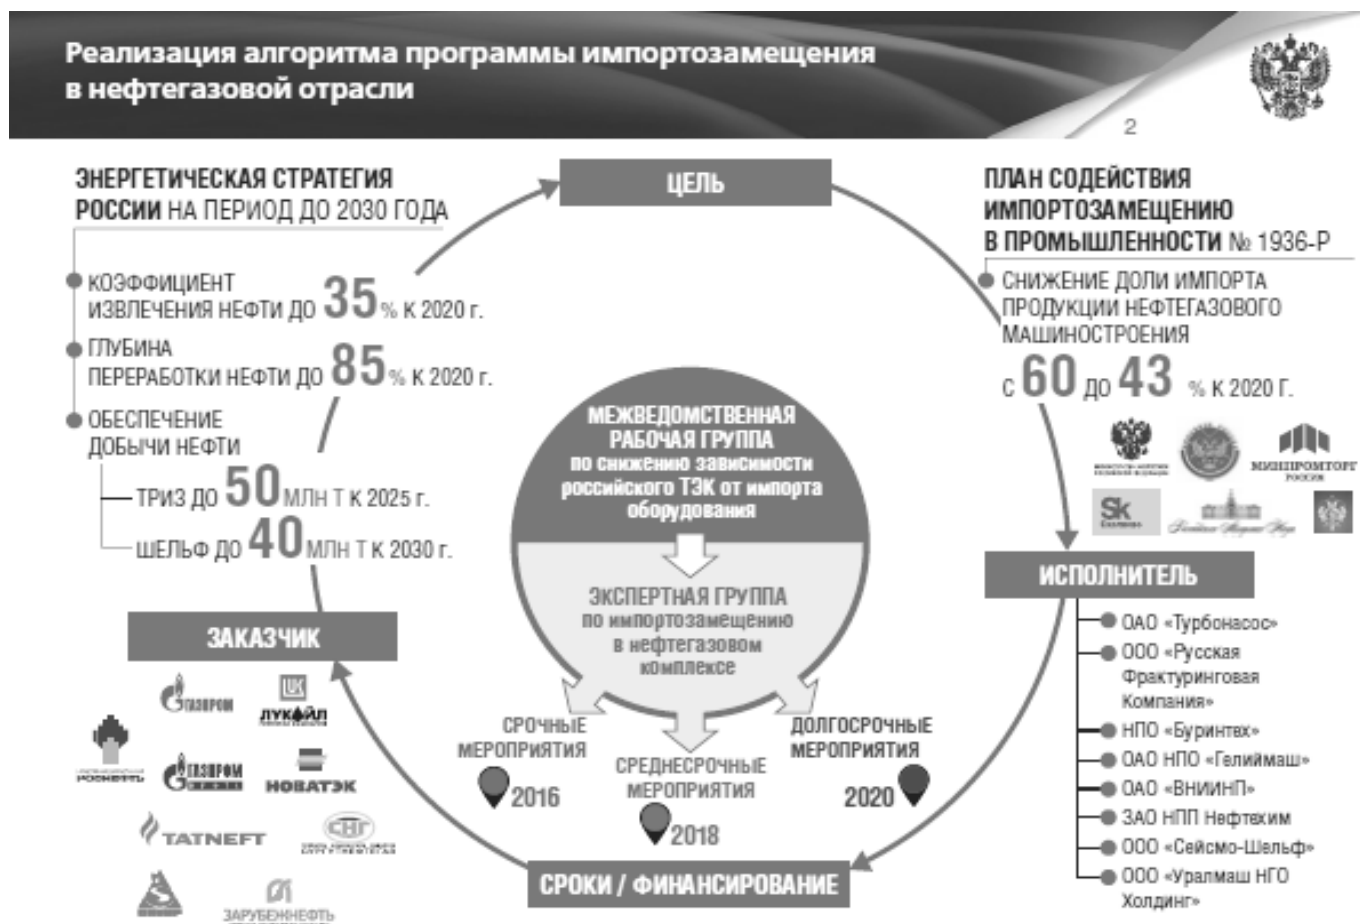 Реализация алгоритма программы импортозамещения
в нефтегазовой отрасли
2
ЭНЕРГЕТИЧЕСКАЯ СТРАТЕГИЯ
РОССИИ НА ПЕРИОД ДО 2030 ГОДА
КОЭФФИЦИЕНТ
ИЗВЛЕЧЕНИЯ НЕФТИ ДО 35 % К 2020 г.
ГЛУБИНА
ПЕРЕРАБОТКИ НЕФТИ ДО 85 % К 2020 г.
ОБЕСПЕЧЕНИЕ
ДОБЫЧИ НЕФТИ
ТРИЗ ДО 50 МЛН Т К 2025 г.
ШЕЛЬФ ДО 40 МЛН Т К 2030 г.
ЦЕЛЬ
ПЛАН СОДЕЙСТВИЯ
ИМПОРТОЗАМЕЩЕНИЮ
В ПРОМЫШЛЕННОСТИ № 1936-Р
СНИЖЕНИЕ ДОЛИ ИМПОРТА
ПРОДУКЦИИ НЕФТЕГАЗОВОГО
МАШИНОСТРОЕНИЯ
С 60 ДО 43 % К 2020 Г.
МИНПРОМТОРГ
РОССИИ
Sk
МЕЖВЕДОМСТВЕННАЯ
РАБОЧАЯ ГРУППА
по снижению зависимости
российского ТЭК от импорта
оборудования
ЭКСПЕРТНАЯ ГРУППА
по импортозамещению
в нефтегазовом
комплексе
СРОЧНЫЕ
МЕРОПРИЯТИЯ
2016
СРЕДНЕСРОЧНЫЕ
МЕРОПРИЯТИЯ
2018
ДОЛГОСРОЧНЫЕ
МЕРОПРИЯТИЯ
2020
ИСПОЛНИТЕЛЬ
ОАО «Турбонасос»
ООО «Русская
Фрактуринговая
Компания»
НПО «Буринтех»
ОАО НПО «Гелиймаш»
ОАО «ВНИИНП»
ЗАО НПП Нефтехим
ООО «Сейсмо-Шельф»
ООО «Уралмаш НГО
Холдинг»
СРОКИ / ФИНАНСИРОВАНИЕ
ЗАКАЗЧИК
ГАЗПРОМ
ЛУКОЙЛ
РОСНЕФТЬ
ГАЗПРОМ
НОВАТЭК
TATNEFT
СНГ
СУРГУТНЕФТЕГАЗ
ЗАРУБЕЖНЕФТЬ